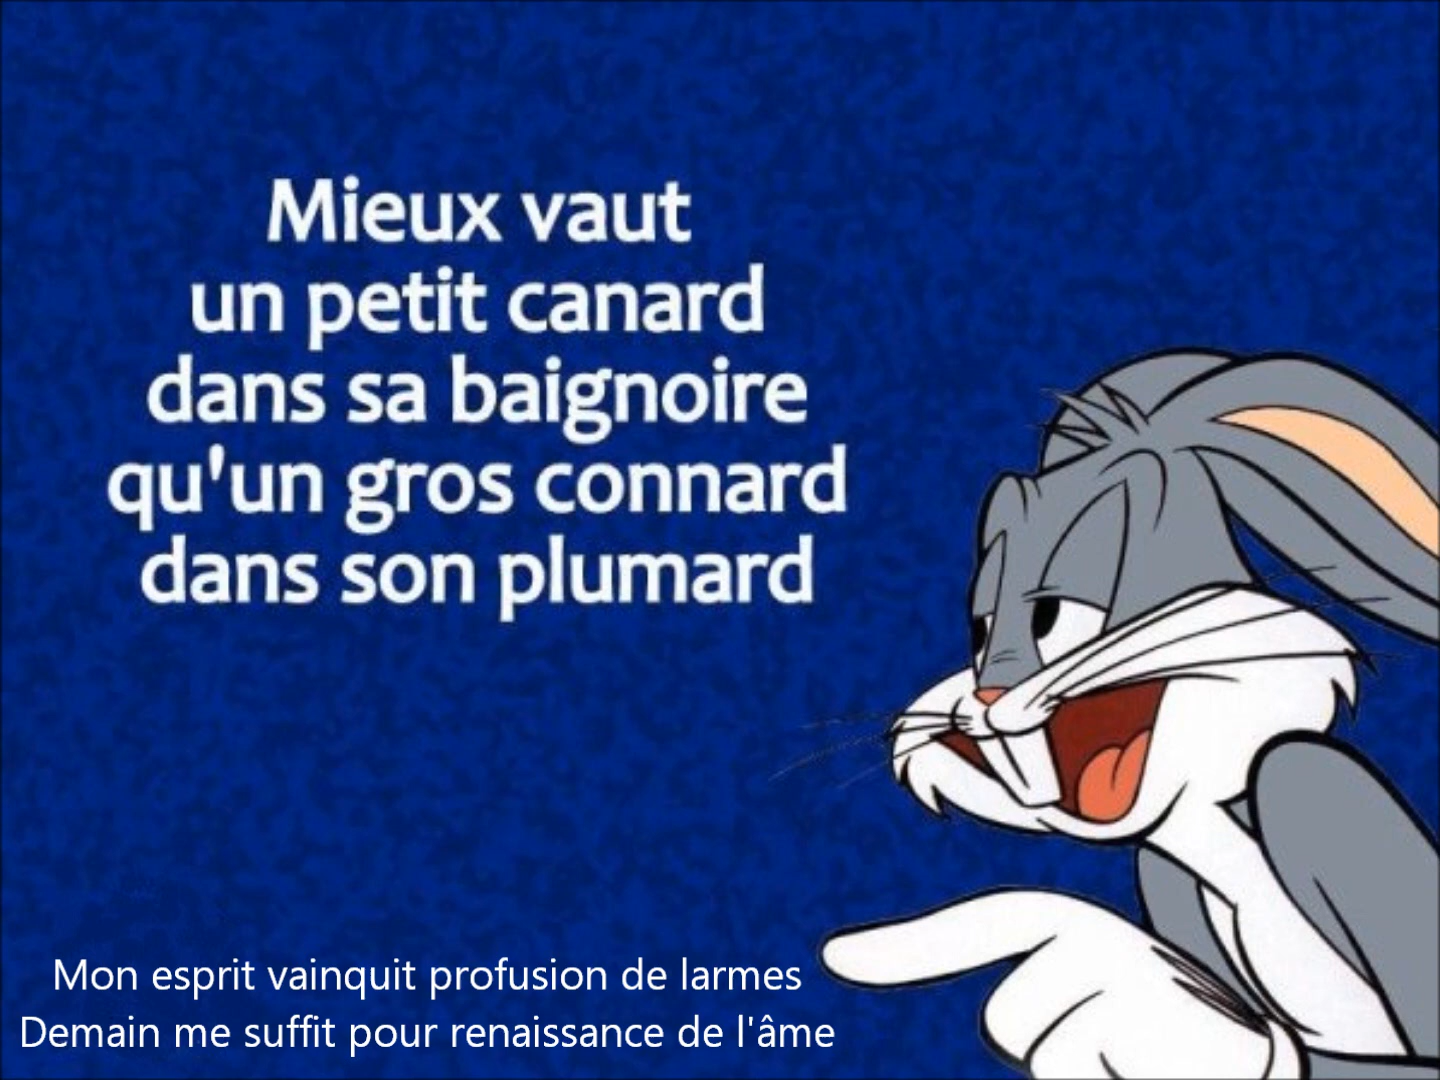 Mieux vaut
un petit canard
dans sa baignoire
qu'un gros connard
dans son plumard
Mon esprit vainquit profusion de larmes
Demain me suffit pour renaissance de l'âme